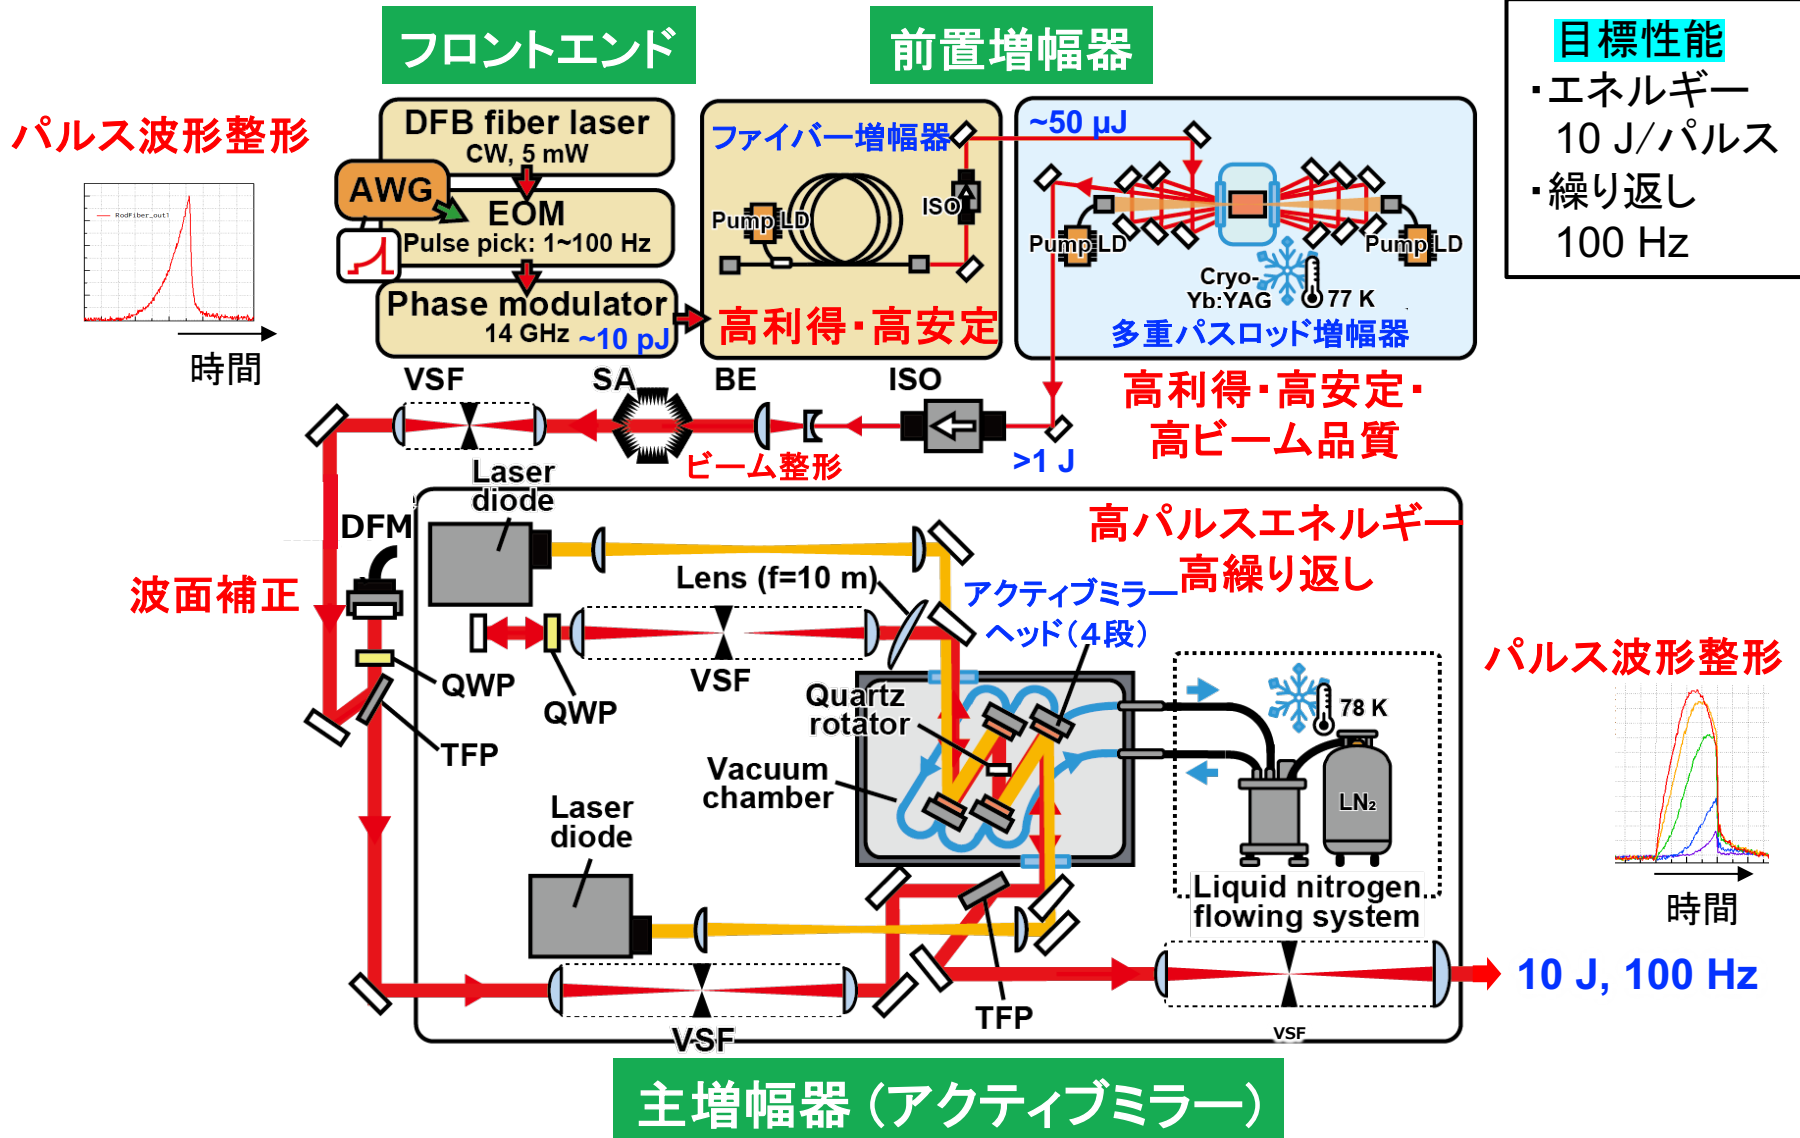 フロントエンド
前置増幅器
目標性能
・エネルギー
10 J/パルス
・繰り返し
100 Hz
パルス波形整形
RodFiber_out1
時間
DFB fiber laser
CW, 5 mW
AWG
EOM
Pulse pick: 1~100 Hz
Phase modulator
14 GHz ~10 pJ
ファイバー増幅器
Pump LD
ISO
高利得・高安定
~50 µJ
Pump LD
Pump LD
Cryo-
Yb:YAG
77 K
多重パスロッド増幅器
高利得・高安定・
高ビーム品質
VSF
SA
BE
ISO
ビーム整形
>1 J
Laser
diode
DFM
波面補正
QWP
TFP
Lens (f=10 m)
QWP
VSF
高パルスエネルギー
高繰り返し
アクティブミラー
ヘッド（4段）
Quartz
rotator
Vacuum
chamber
78 K
LN₂
Liquid nitrogen
flowing system
Laser
diode
VSF
TFP
VSF
パルス波形整形
時間
10 J, 100 Hz
主増幅器（アクティブミラー）